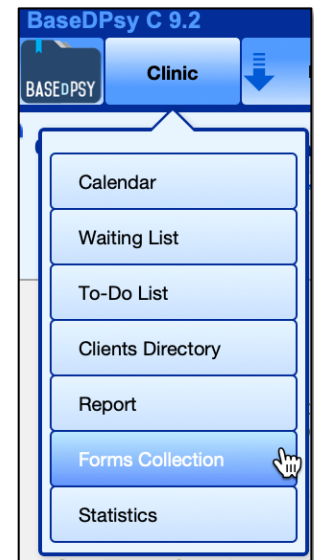 BaseDPsy C 9.2
BASEDPSY
Clinic
Calendar
Waiting List
To-Do List
Clients Directory
Report
Forms Collection
Statistics